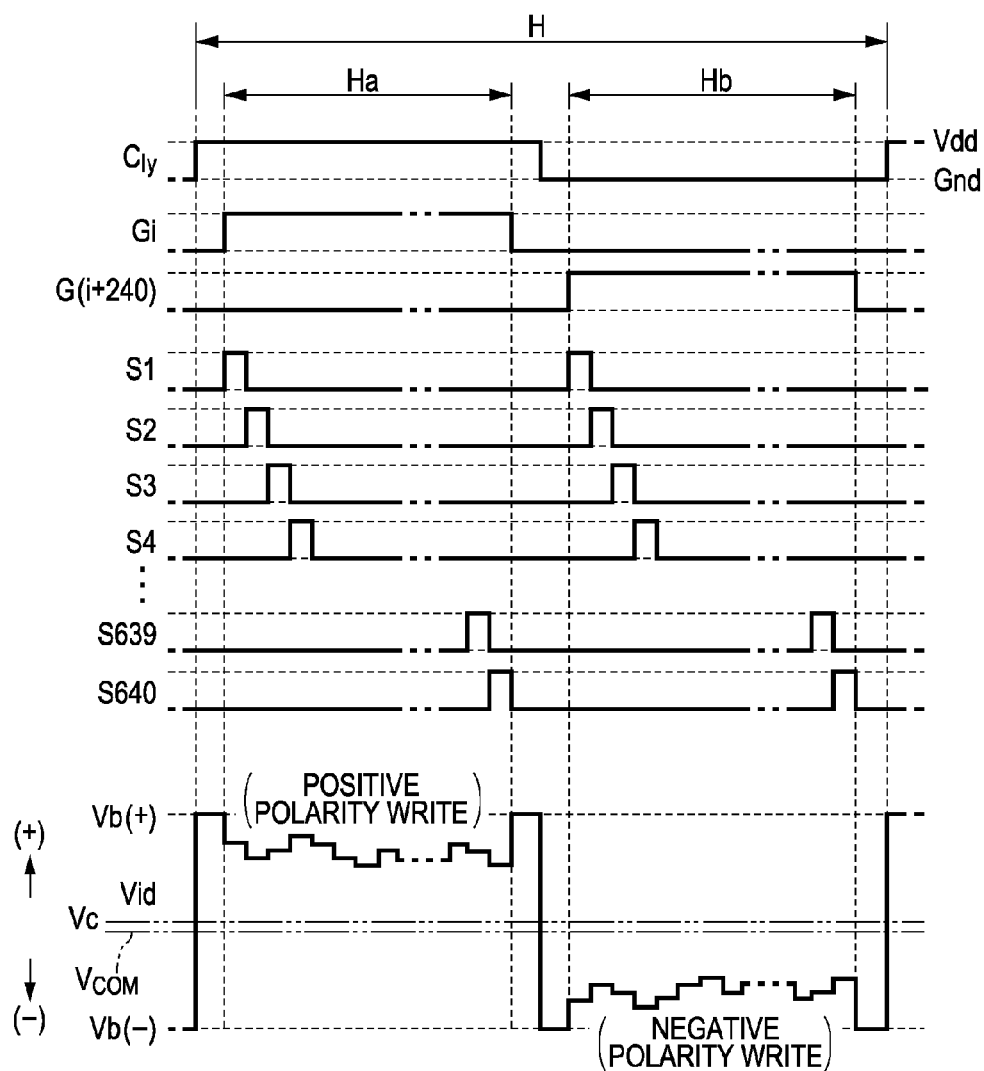 H
Ha Hb
Cly Vdd
Gnd
Gi
G(i+240)
S1
S2
S3
S4
S639
S640
(POSITIVE
POLARITY WRITE)
Vb(+)
(+)
Vid
Vc
VCOM
(–)
Vb(–)
(NEGATIVE
POLARITY WRITE)